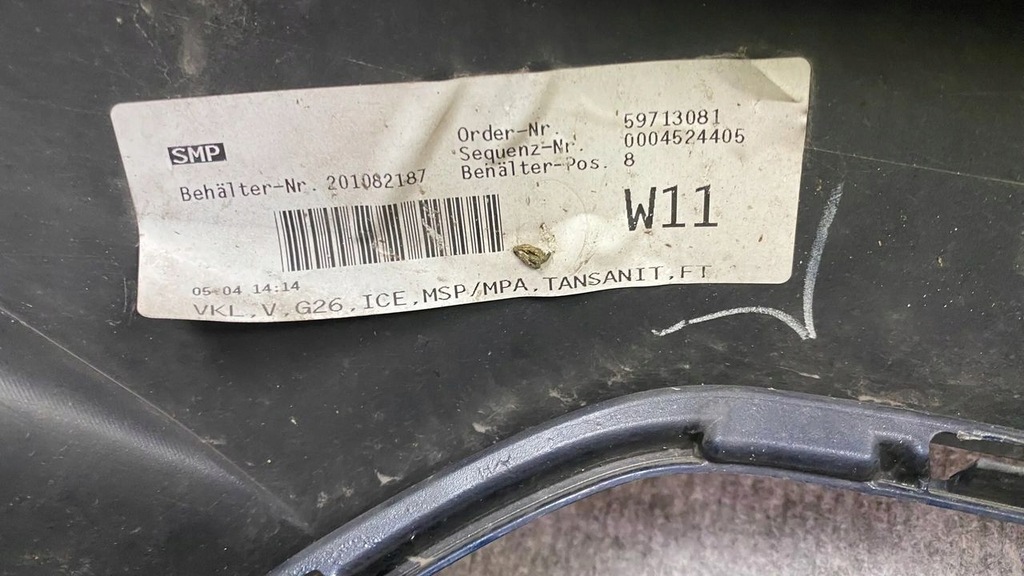 SMP
Order-Nr. 59713081
Sequenz-Nr. 0004524405
Behälter-Nr. 201082187
Behälter-Pos. 8
W11
05-04 14:14
VKL,V,G26,ICE,MSP/MPA,TANSANIT,FT